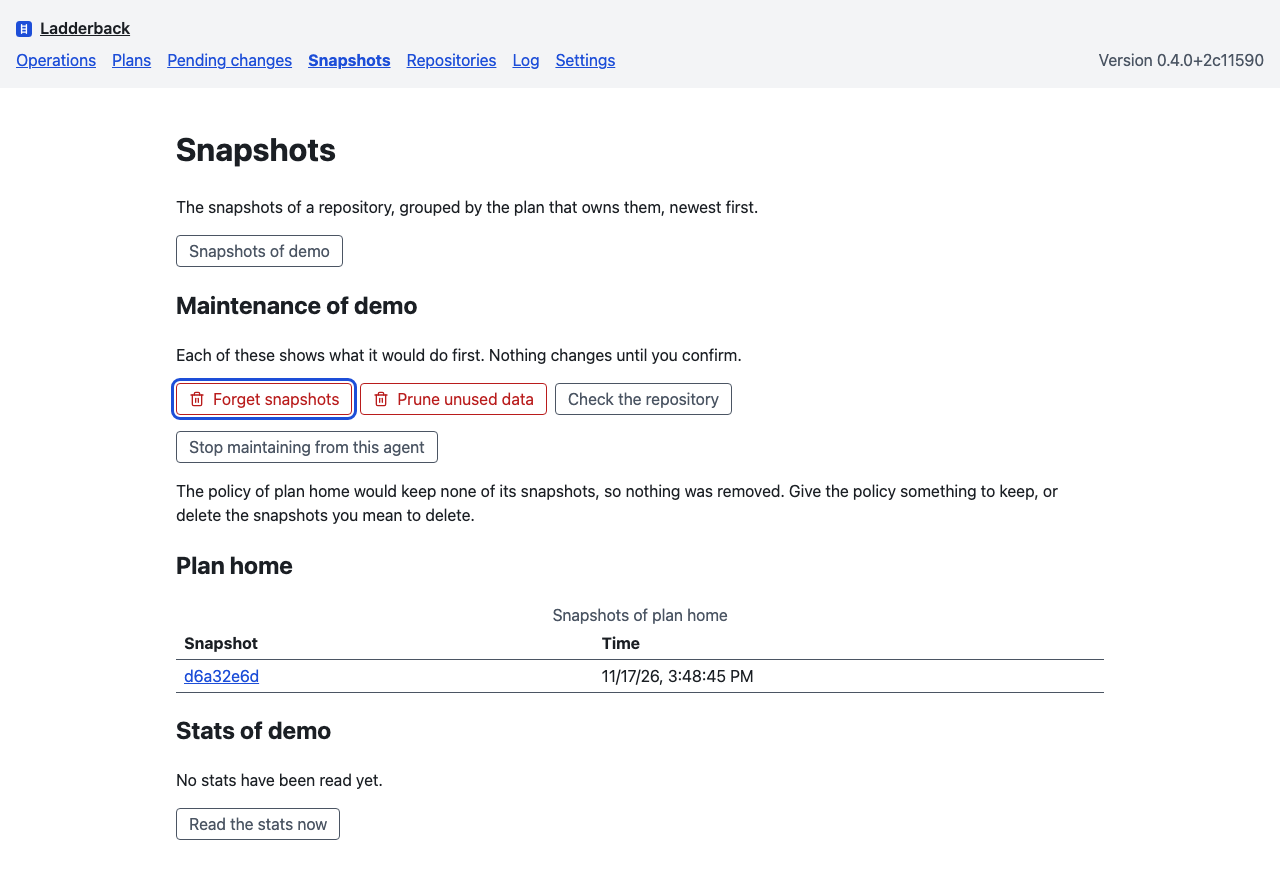 Ladderback
Operations Plans Pending changes Snapshots Repositories Log Settings Version 0.4.0+2c11590
Snapshots
The snapshots of a repository, grouped by the plan that owns them, newest first.
Snapshots of demo
Maintenance of demo
Each of these shows what it would do first. Nothing changes until you confirm.
Forget snapshots Prune unused data Check the repository
Stop maintaining from this agent
The policy of plan home would keep none of its snapshots, so nothing was removed. Give the policy something to keep, or
delete the snapshots you mean to delete.
Plan home
Snapshots of plan home
Snapshot Time
d6a32e6d 11/17/26, 3:48:45 PM
Stats of demo
No stats have been read yet.
Read the stats now